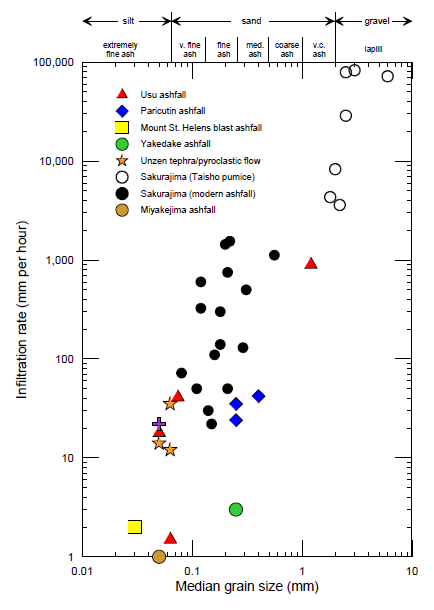 silt sand gravel
extremely fine ash v. fine ash fine ash med. ash coarse ash v.c. ash lapilli
100,000
10,000
1,000
100
10
1
Infiltration rate (mm per hour)
Usu ashfall
Paricutin ashfall
Mount St. Helens blast ashfall
Yakedake ashfall
Unzen tephra/pyroclastic flow
Sakurajima (Taisho pumice)
Sakurajima (modern ashfall)
Miyakejima ashfall
0.01 0.1 1 10
Median grain size (mm)